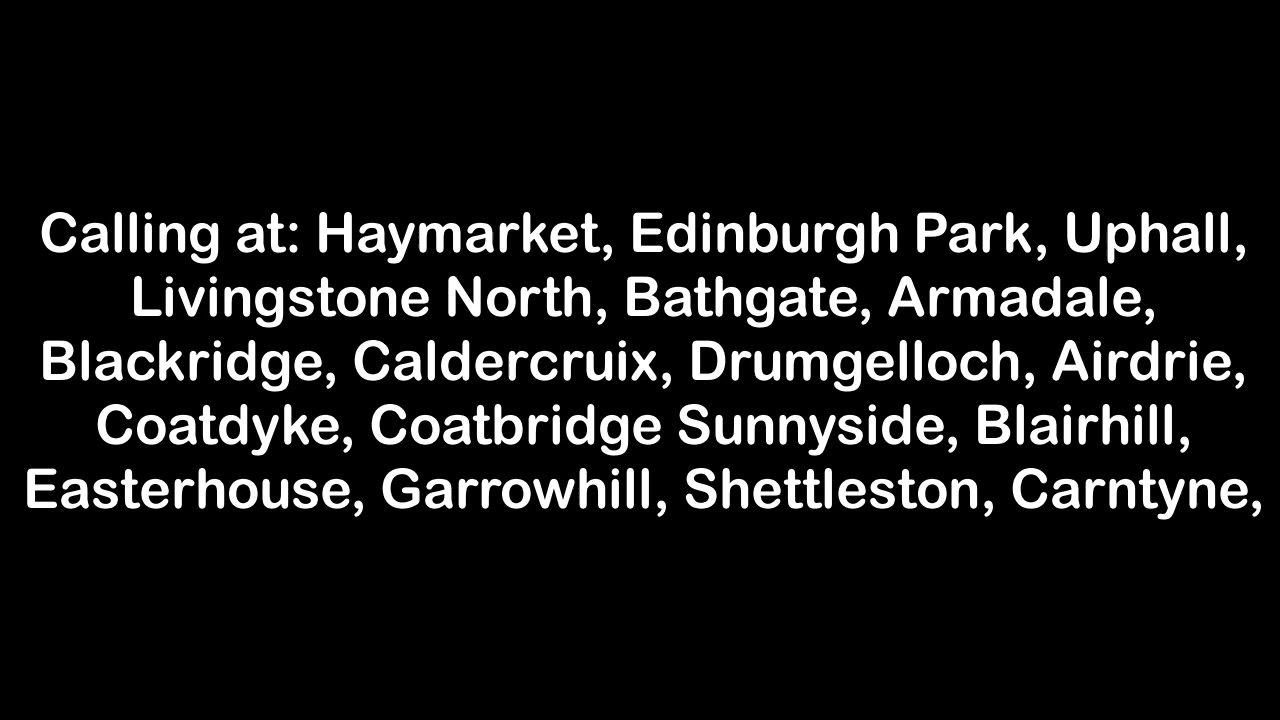 Calling at: Haymarket, Edinburgh Park, Uphall,
Livingstone North, Bathgate, Armadale,
Blackridge, Caldercruix, Drumgelloch, Airdrie,
Coatdyke, Coatbridge Sunnyside, Blairhill,
Easterhouse, Garrowhill, Shettleston, Carntyne,